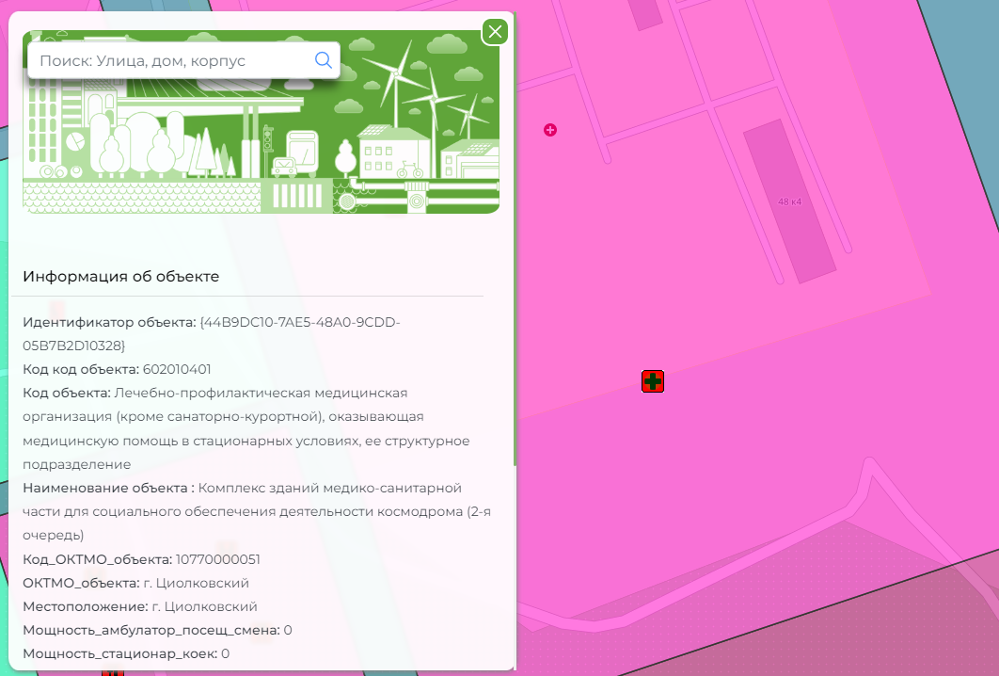 Поиск: Улица, дом, корпус
Информация об объекте
Идентификатор объекта: {44B9DC10-7AE5-48A0-9CDD-
05B7B2D10328}
Код код объекта: 602010401
Код объекта: Лечебно-профилактическая медицинская
организация (кроме санаторно-курортной), оказывающая
медицинскую помощь в стационарных условиях, ее структурное
подразделение
Наименование объекта : Комплекс зданий медико-санитарной
части для социального обеспечения деятельности космодрома (2-я
очередь)
Код_ОКТМО_объекта: 10770000051
ОКТМО_объекта: г. Циолковский
Местоположение: г. Циолковский
Мощность_амбулатор_посещ_смена: 0
Мощность_стационар_коек: 0
48 к4